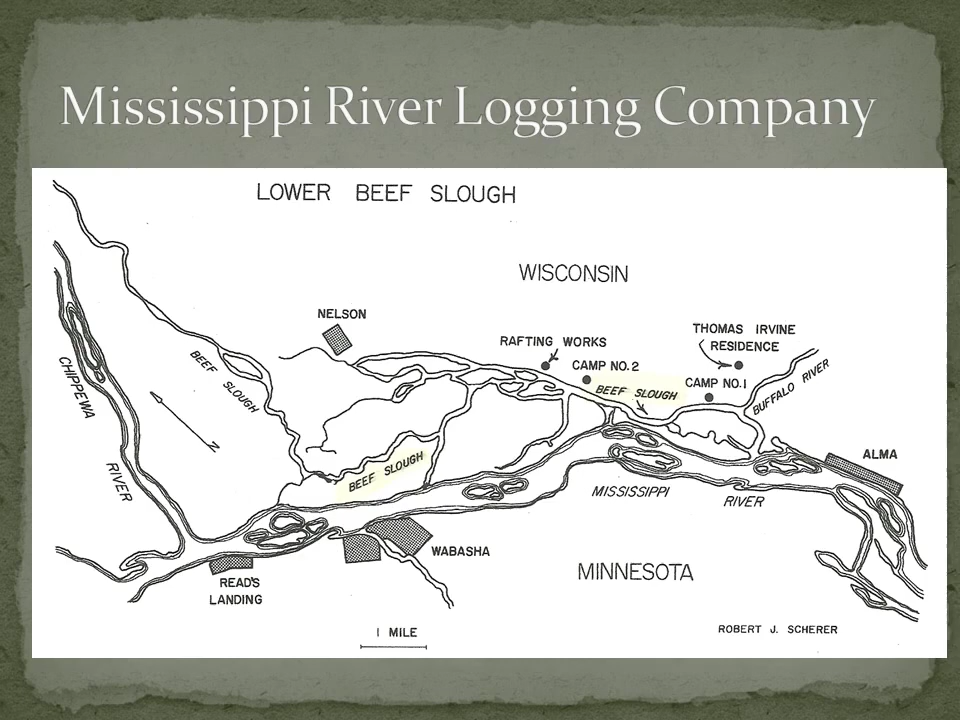 Mississippi River Logging Company
LOWER BEEF SLOUGH
WISCONSIN
NELSON
RAFTING WORKS
THOMAS IRVINE
RESIDENCE
CAMP NO. 2
CAMP NO. 1
BEEF SLOUGH
BUFFALO RIVER
BEEF SLOUGH
CHIPPEWA
RIVER
N
BEEF SLOUGH
ALMA
MISSISSIPPI
RIVER
WABASHA
READ'S
LANDING
MINNESOTA
1 MILE
ROBERT J. SCHERER